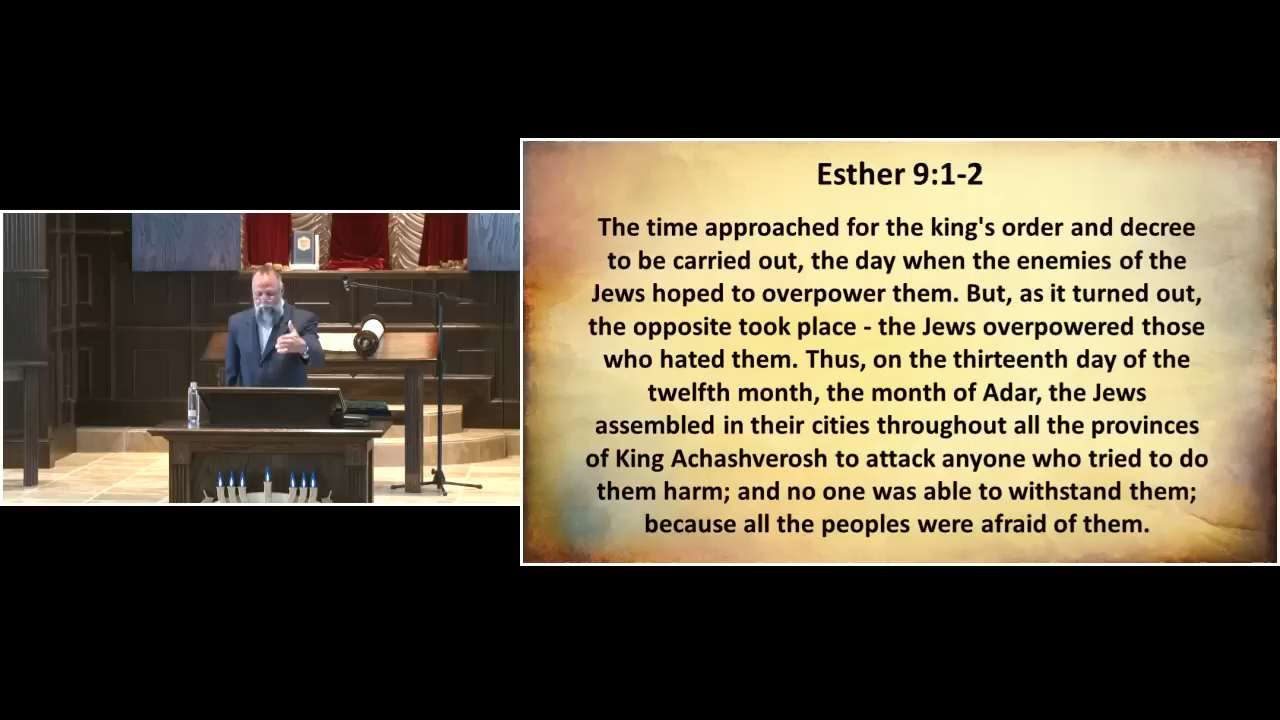 Esther 9:1-2
The time approached for the king's order and decree
to be carried out, the day when the enemies of the
Jews hoped to overpower them. But, as it turned out,
the opposite took place - the Jews overpowered those
who hated them. Thus, on the thirteenth day of the
twelfth month, the month of Adar, the Jews
assembled in their cities throughout all the provinces
of King Achashverosh to attack anyone who tried to do
them harm; and no one was able to withstand them;
because all the peoples were afraid of them.